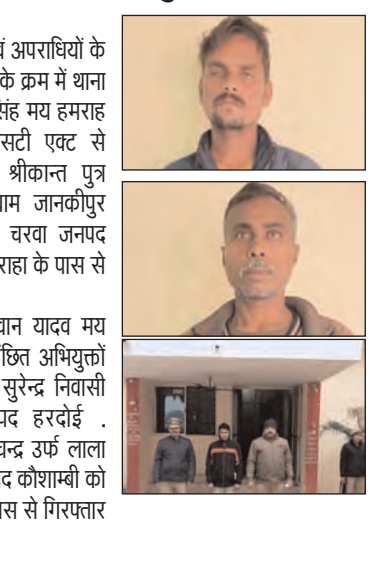 वं अपराधियों के
के क्रम में थाना
संह मय हमराह
सटी एक्ट से
श्रीकान्त पुत्र
ाम जानकीपुर
चरवा जनपद
राहा के पास से
वान यादव मय
ंछित अभियुक्तों
सुरेन्द्र निवासी
पद हरदोई .
चन्द्र उर्फ लाला
द कौशाम्बी को
ास से गिरफ्तार